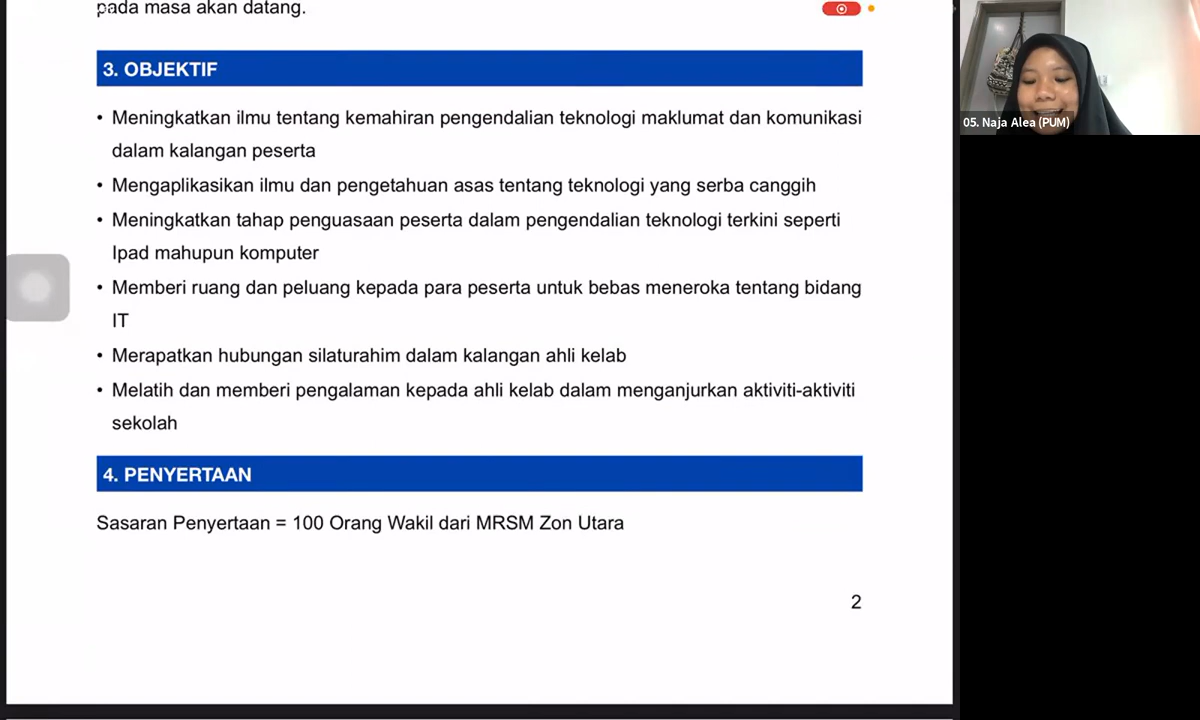 pada masa akan datang.
3. OBJEKTIF
• Meningkatkan ilmu tentang kemahiran pengendalian teknologi maklumat dan komunikasi
dalam kalangan peserta
• Mengaplikasikan ilmu dan pengetahuan asas tentang teknologi yang serba canggih
• Meningkatkan tahap penguasaan peserta dalam pengendalian teknologi terkini seperti
Ipad mahupun komputer
• Memberi ruang dan peluang kepada para peserta untuk bebas meneroka tentang bidang
IT
• Merapatkan hubungan silaturahim dalam kalangan ahli kelab
• Melatih dan memberi pengalaman kepada ahli kelab dalam menganjurkan aktiviti-aktiviti
sekolah
4. PENYERTAAN
Sasaran Penyertaan = 100 Orang Wakil dari MRSM Zon Utara
2
05. Naja Alea (PUM)